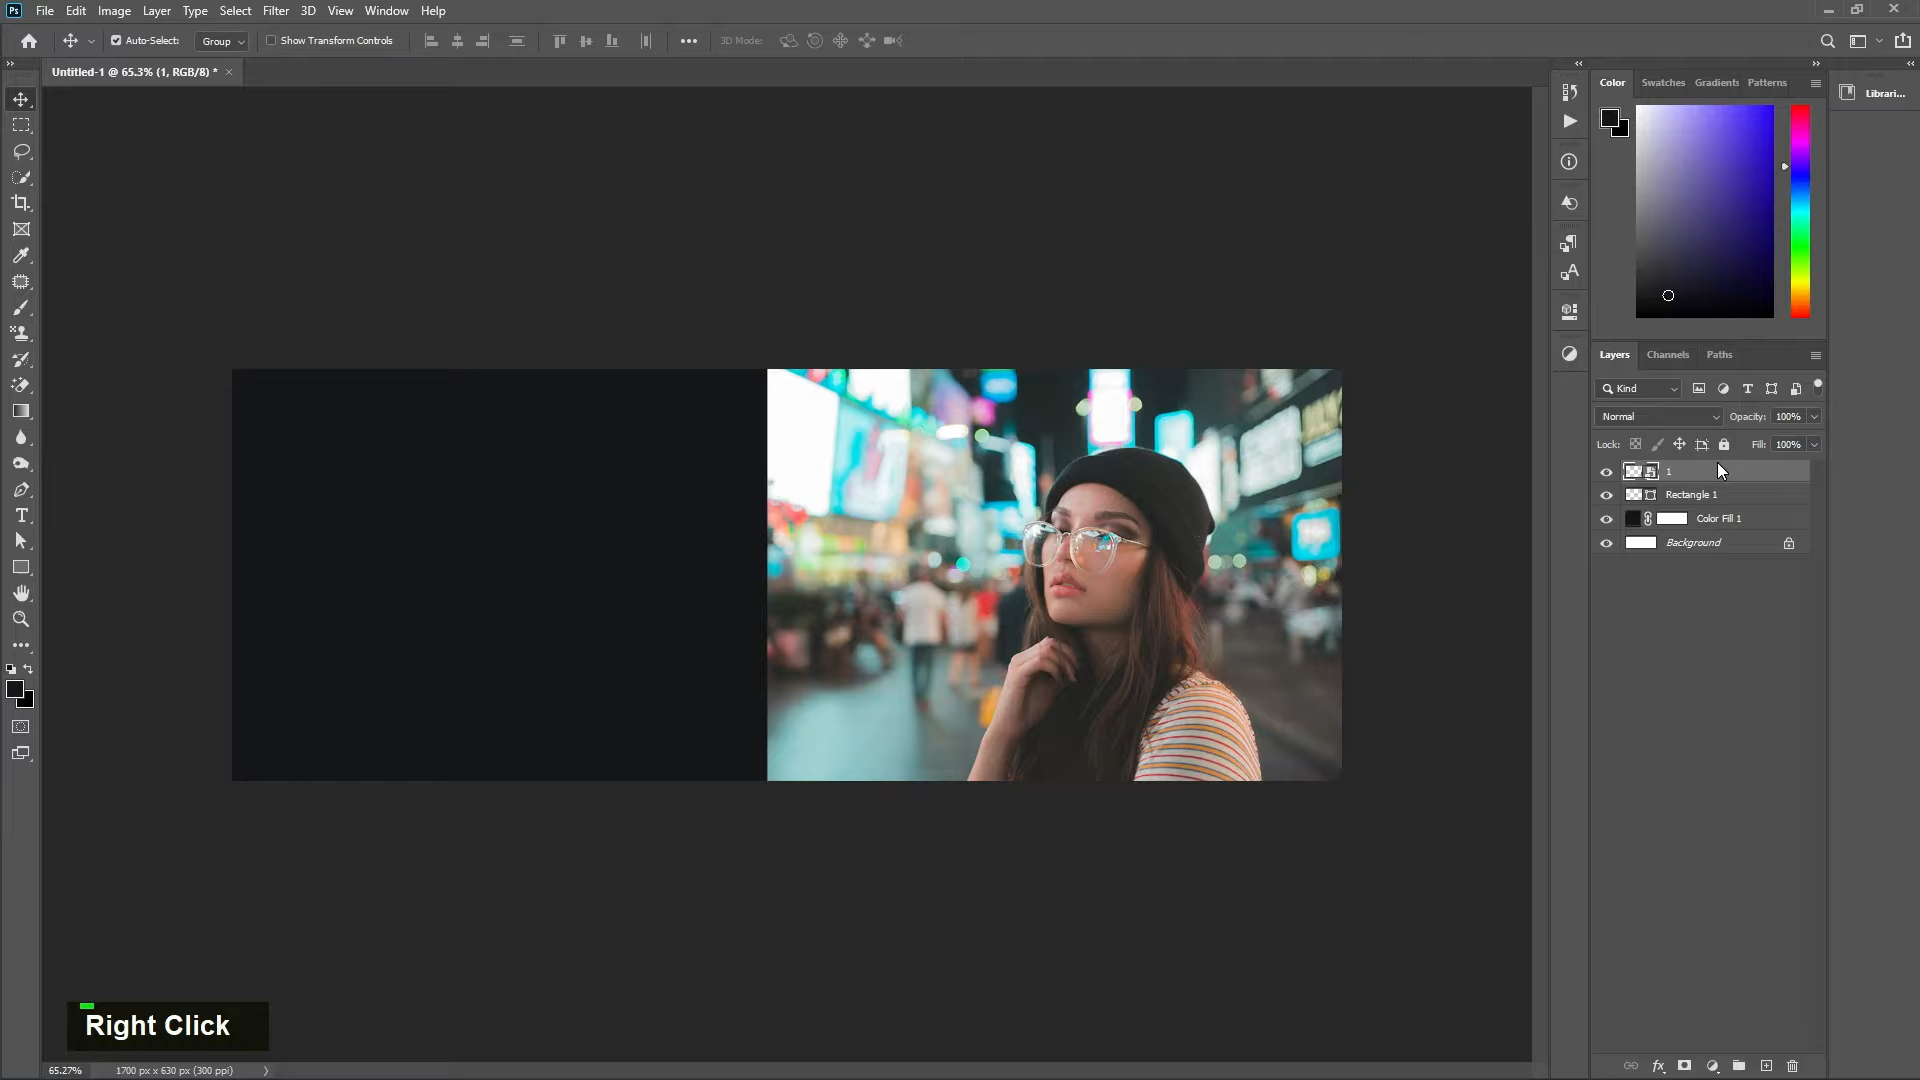 Ps File Edit Image Layer Type Select Filter 3D View Window Help
Auto-Select: Group Show Transform Controls 3D Mode:
Untitled-1 @ 65.3% (1, RGB/8) * ×
Color Swatches Gradients Patterns
Librari...
Layers Channels Paths
Kind
Normal Opacity: 100%
Lock: Fill: 100%
1
Rectangle 1
Color Fill 1
Background
Right Click
65.27% 1700 px x 630 px (300 ppi)
fx